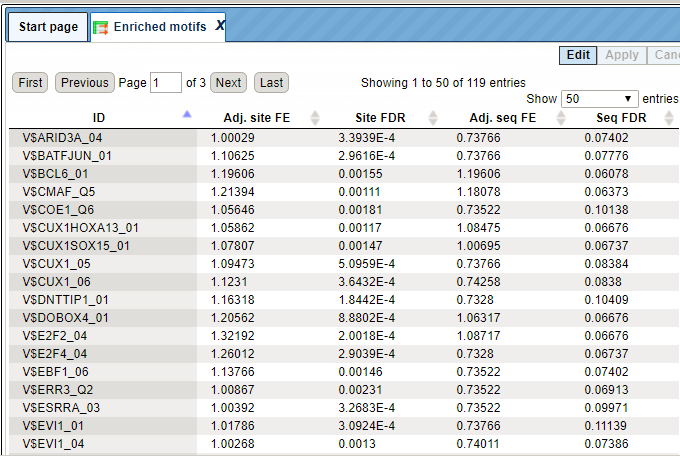 Start page Enriched motifs X
Edit Apply Canc
First Previous Page 1 of 3 Next Last Showing 1 to 50 of 119 entries
Show 50 entries
ID Adj. site FE Site FDR Adj. seq FE Seq FDR
V$ARID3A_04 1.00029 3.3939E-4 0.73766 0.07402
V$BATFJUN_01 1.10625 2.9616E-4 0.73766 0.07776
V$BCL6_01 1.19606 0.00155 1.19606 0.06078
V$CMAF_Q5 1.21394 0.00111 1.18078 0.06373
V$COE1_Q6 1.05646 0.00181 0.73522 0.10138
V$CUX1HOXA13_01 1.05862 0.00117 1.08475 0.06676
V$CUX1SOX15_01 1.07807 0.00147 1.00695 0.06737
V$CUX1_05 1.09473 5.0959E-4 0.73766 0.08384
V$CUX1_06 1.1231 3.6432E-4 0.74258 0.0838
V$DNTTIP1_01 1.16318 1.8442E-4 0.7328 0.10409
V$DOBOX4_01 1.20562 8.8802E-4 1.06317 0.06676
V$E2F2_04 1.32192 2.0018E-4 1.08717 0.06676
V$E2F4_04 1.26012 2.9039E-4 0.7328 0.06737
V$EBF1_06 1.13766 0.00146 0.73522 0.07402
V$ERR3_Q2 1.00867 0.00231 0.73522 0.06913
V$ESRRA_03 1.00392 3.2683E-4 0.73522 0.09971
V$EVI1_01 1.01786 3.0924E-4 0.73766 0.11139
V$EVI1_04 1.00268 0.0013 0.74011 0.07386